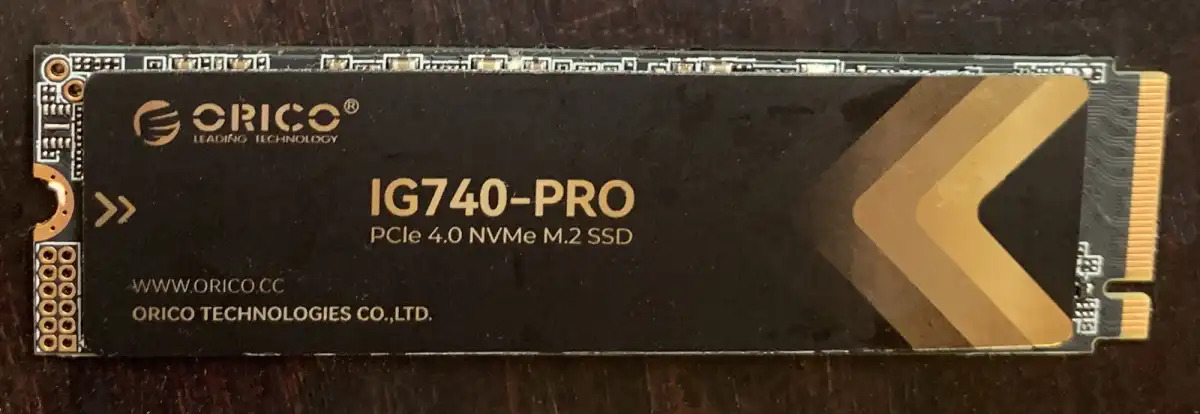 ORICO®
LEADING TECHNOLOGY
IG740-PRO
PCIe 4.0 NVMe M.2 SSD
WWW.ORICO.CC
ORICO TECHNOLOGIES CO.,LTD.